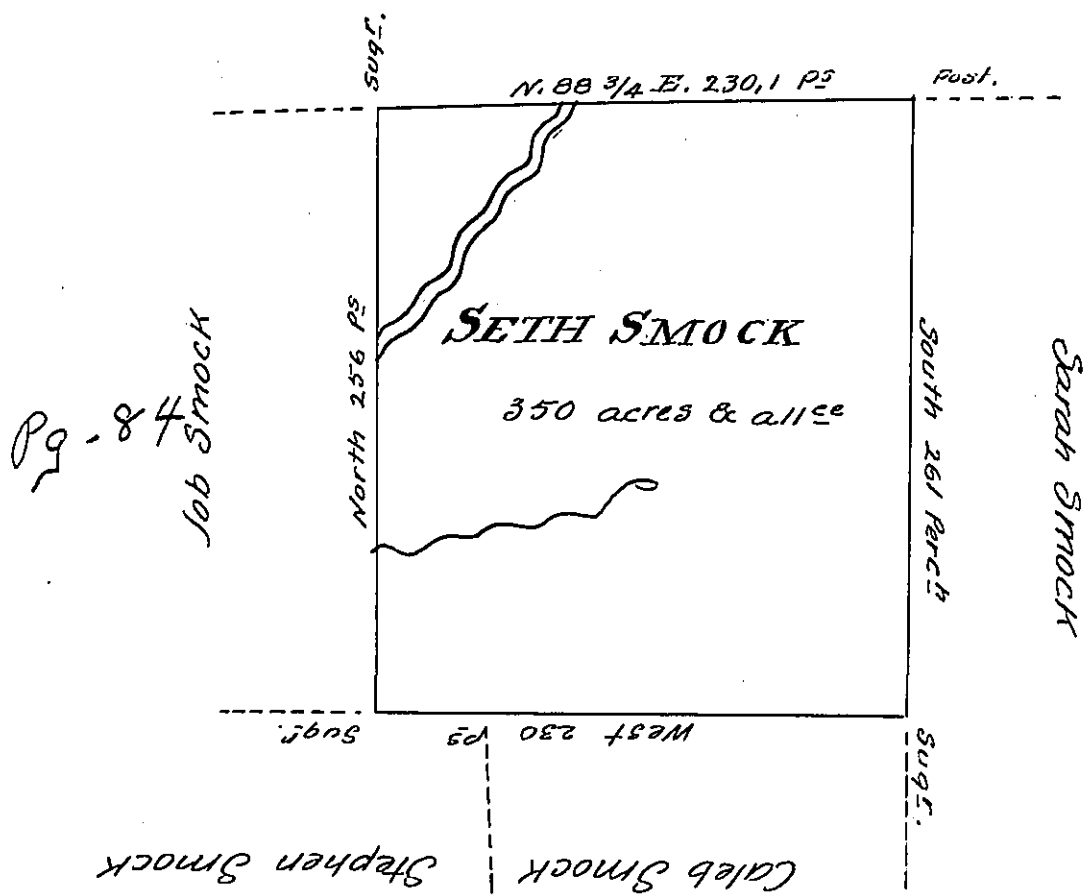 Sugr.
N. 88 3/4 E. 230,1 Ps
Post.
Pg. 84
Job Smock
North 256 Ps
SETH SMOCK
350 acres & allce
South 261 Perch
Sarah Smock
Sugr.
West 230 Ps
Sugr.
Caleb Smock
Stephen Smock